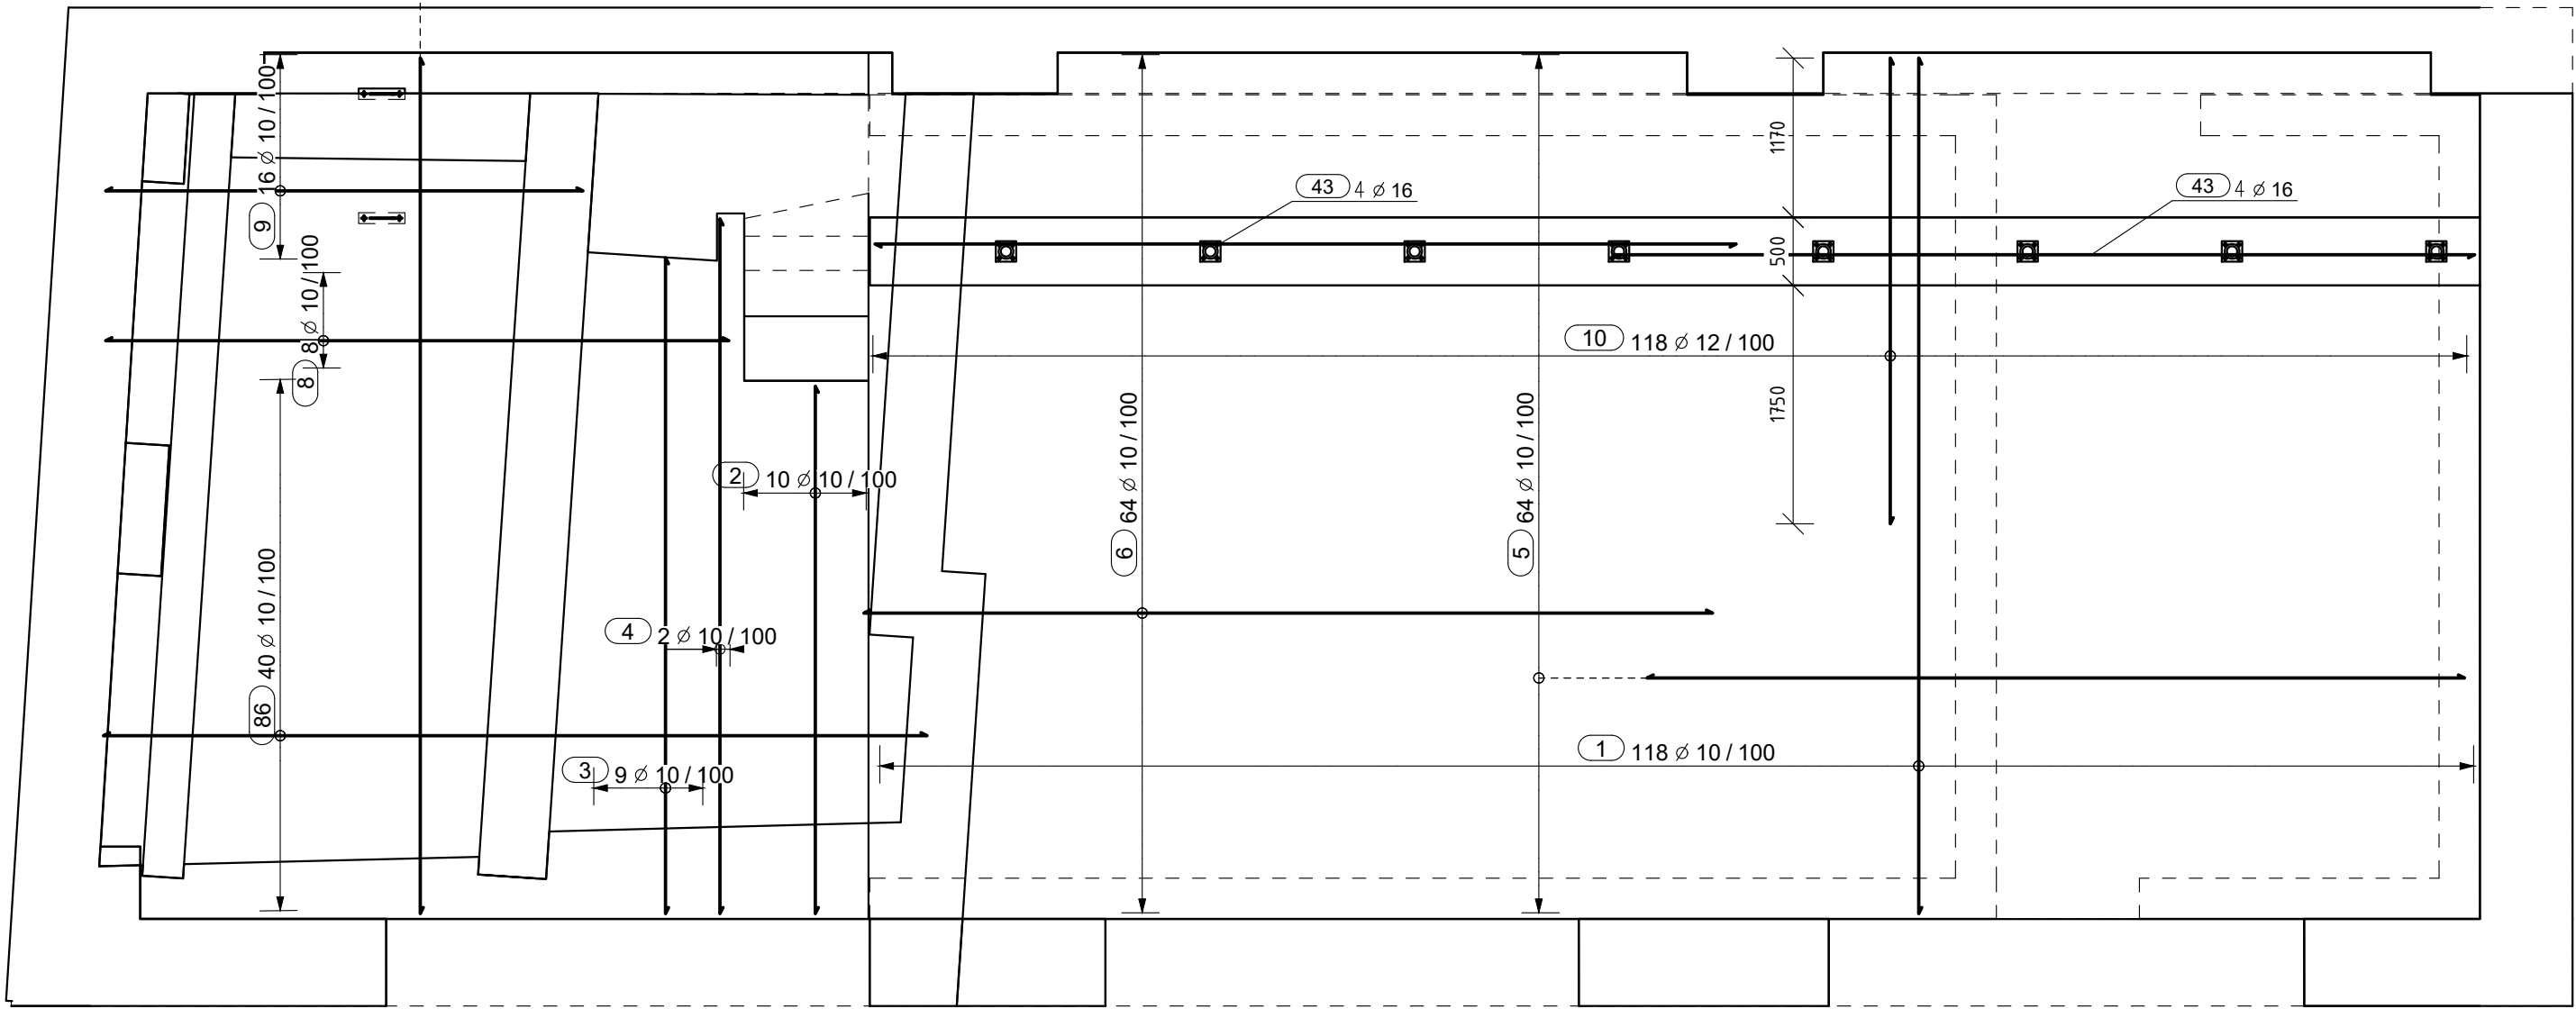 9 16 ⌀ 10 / 100
8 8 ⌀ 10 / 100
43 4 ⌀ 16
43 4 ⌀ 16
1170
500
1750
10 118 ⌀ 12 / 100
6 64 ⌀ 10 / 100
5 64 ⌀ 10 / 100
2 10 ⌀ 10 / 100
4 2 ⌀ 10 / 100
86 40 ⌀ 10 / 100
3 9 ⌀ 10 / 100
1 118 ⌀ 10 / 100